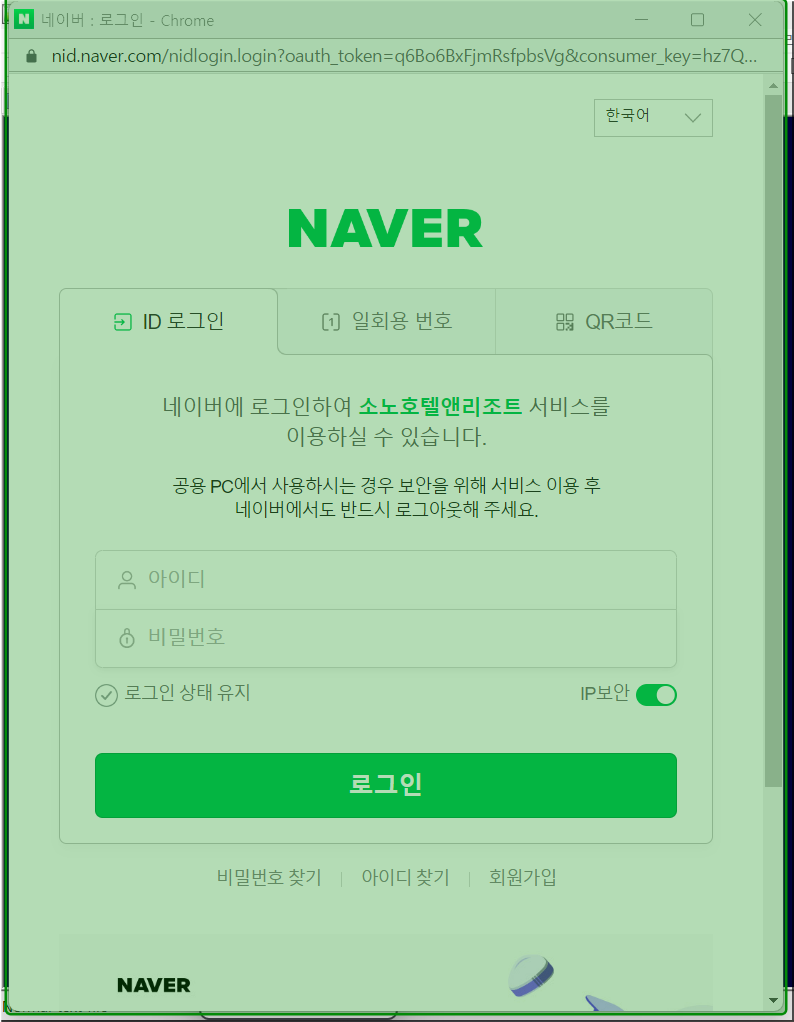 네이버 : 로그인 - Chrome
nid.naver.com/nidlogin.login?oauth_token=q6Bo6BxFjmRsfpbsVg&consumer_key=hz7Q...
한국어
NAVER
ID 로그인
일회용 번호
QR코드
네이버에 로그인하여 소노호텔앤리조트 서비스를
이용하실 수 있습니다.
공용 PC에서 사용하시는 경우 보안을 위해 서비스 이용 후
네이버에서도 반드시 로그아웃해 주세요.
아이디
비밀번호
로그인 상태 유지
IP보안
로그인
비밀번호 찾기
아이디 찾기
회원가입
NAVER